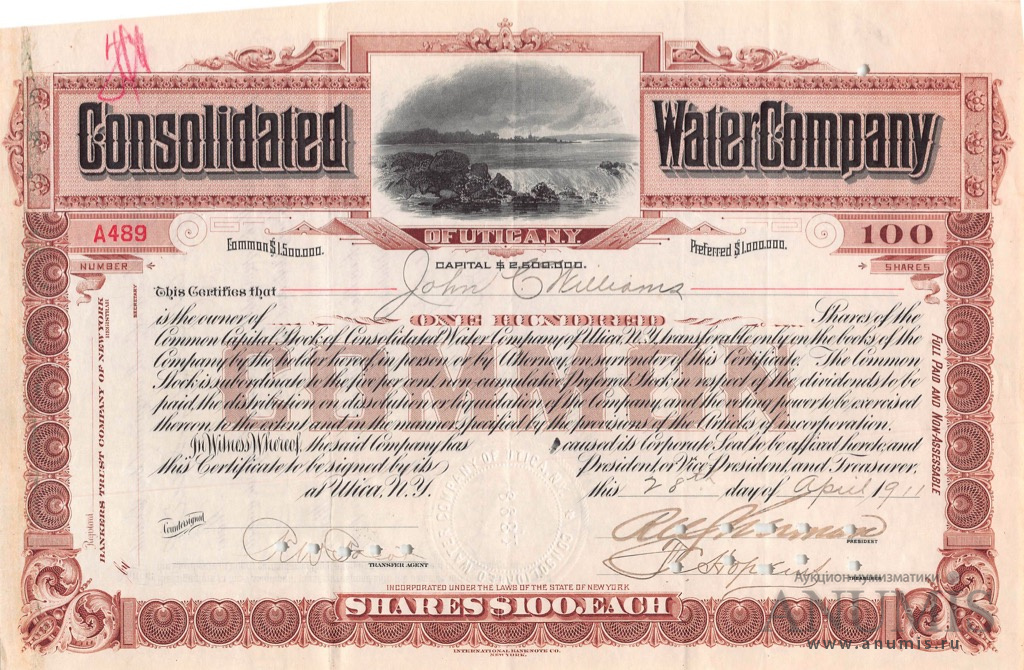 Consolidated Water Company
OF UTICA, N.Y.
A489
NUMBER
Common $1,500,000.
CAPITAL $2,500,000.
Preferred $1,000,000.
100
SHARES
This Certifies that John C Williams
is the owner of ONE HUNDRED Shares of the
Common Capital Stock of Consolidated Water Company of Utica, N.Y. transferable only on the books of the
Company by the holder hereof in person or by Attorney, on surrender of this Certificate. The Common
Stock is subordinate to the five per cent. non-cumulative Preferred Stock in respect of the dividends to be
paid, the distribution on dissolution or liquidation of the Company, and the voting power to be exercised
thereon, to the extent and in the manner specified by the provisions of the Articles of incorporation.
COMMON
In Witness Whereof, the said Company has caused its Corporate Seal to be affixed hereto, and
this Certificate to be signed by its President, or Vice President, and Treasurer,
at Utica, N.Y. this 28th day of April 1911
Countersigned
TRANSFER AGENT
PRESIDENT
T. S. Hopkins
TREASURER
INCORPORATED UNDER THE LAWS OF THE STATE OF NEW YORK
SHARES $100. EACH
INTERNATIONAL BANK NOTE CO.
NEW YORK.
Registered
BANKERS TRUST COMPANY OF NEW YORK
REGISTRAR
by
SECRETARY
FULL PAID AND NON-ASSESSABLE
Аукцион нумизматики
ANUMIS
www.anumis.ru